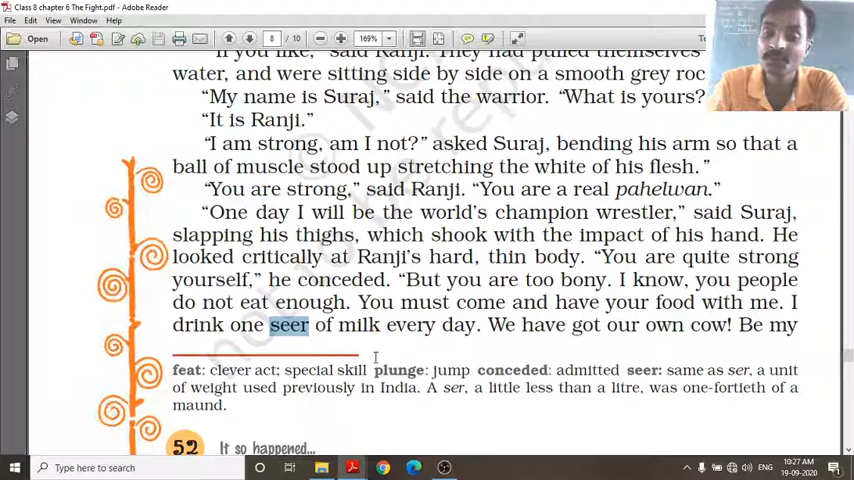 Class 8 chapter 6 The Fight.pdf - Adobe Reader
File Edit View Window Help
Open 8 / 10 169%
water, and were sitting side by side on a smooth grey roc
"My name is Suraj," said the warrior. "What is yours?
"It is Ranji."
"I am strong, am I not?" asked Suraj, bending his arm so that a
ball of muscle stood up stretching the white of his flesh."
"You are strong," said Ranji. "You are a real pahelwan."
"One day I will be the world's champion wrestler," said Suraj,
slapping his thighs, which shook with the impact of his hand. He
looked critically at Ranji's hard, thin body. "You are quite strong
yourself," he conceded. "But you are too bony. I know, you people
do not eat enough. You must come and have your food with me. I
drink one seer of milk every day. We have got our own cow! Be my
feat: clever act; special skill plunge: jump conceded: admitted seer: same as ser, a unit
of weight used previously in India. A ser, a little less than a litre, was one-fortieth of a
maund.
52 It so happened...
Type here to search
ENG 10:27 AM
19-09-2020